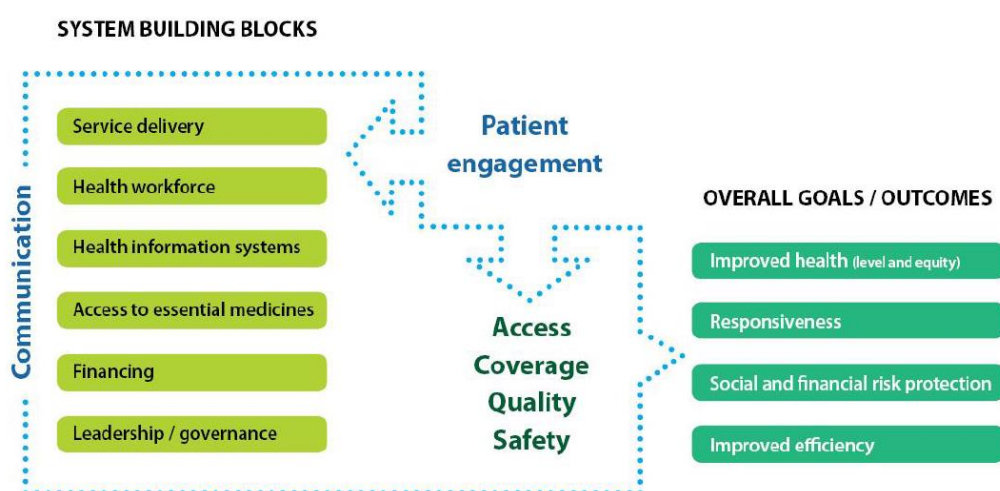 SYSTEM BUILDING BLOCKS
Communication
Service delivery
Health workforce
Health information systems
Access to essential medicines
Financing
Leadership / governance
Patient
engagement
Access
Coverage
Quality
Safety
OVERALL GOALS / OUTCOMES
Improved health (level and equity)
Responsiveness
Social and financial risk protection
Improved efficiency